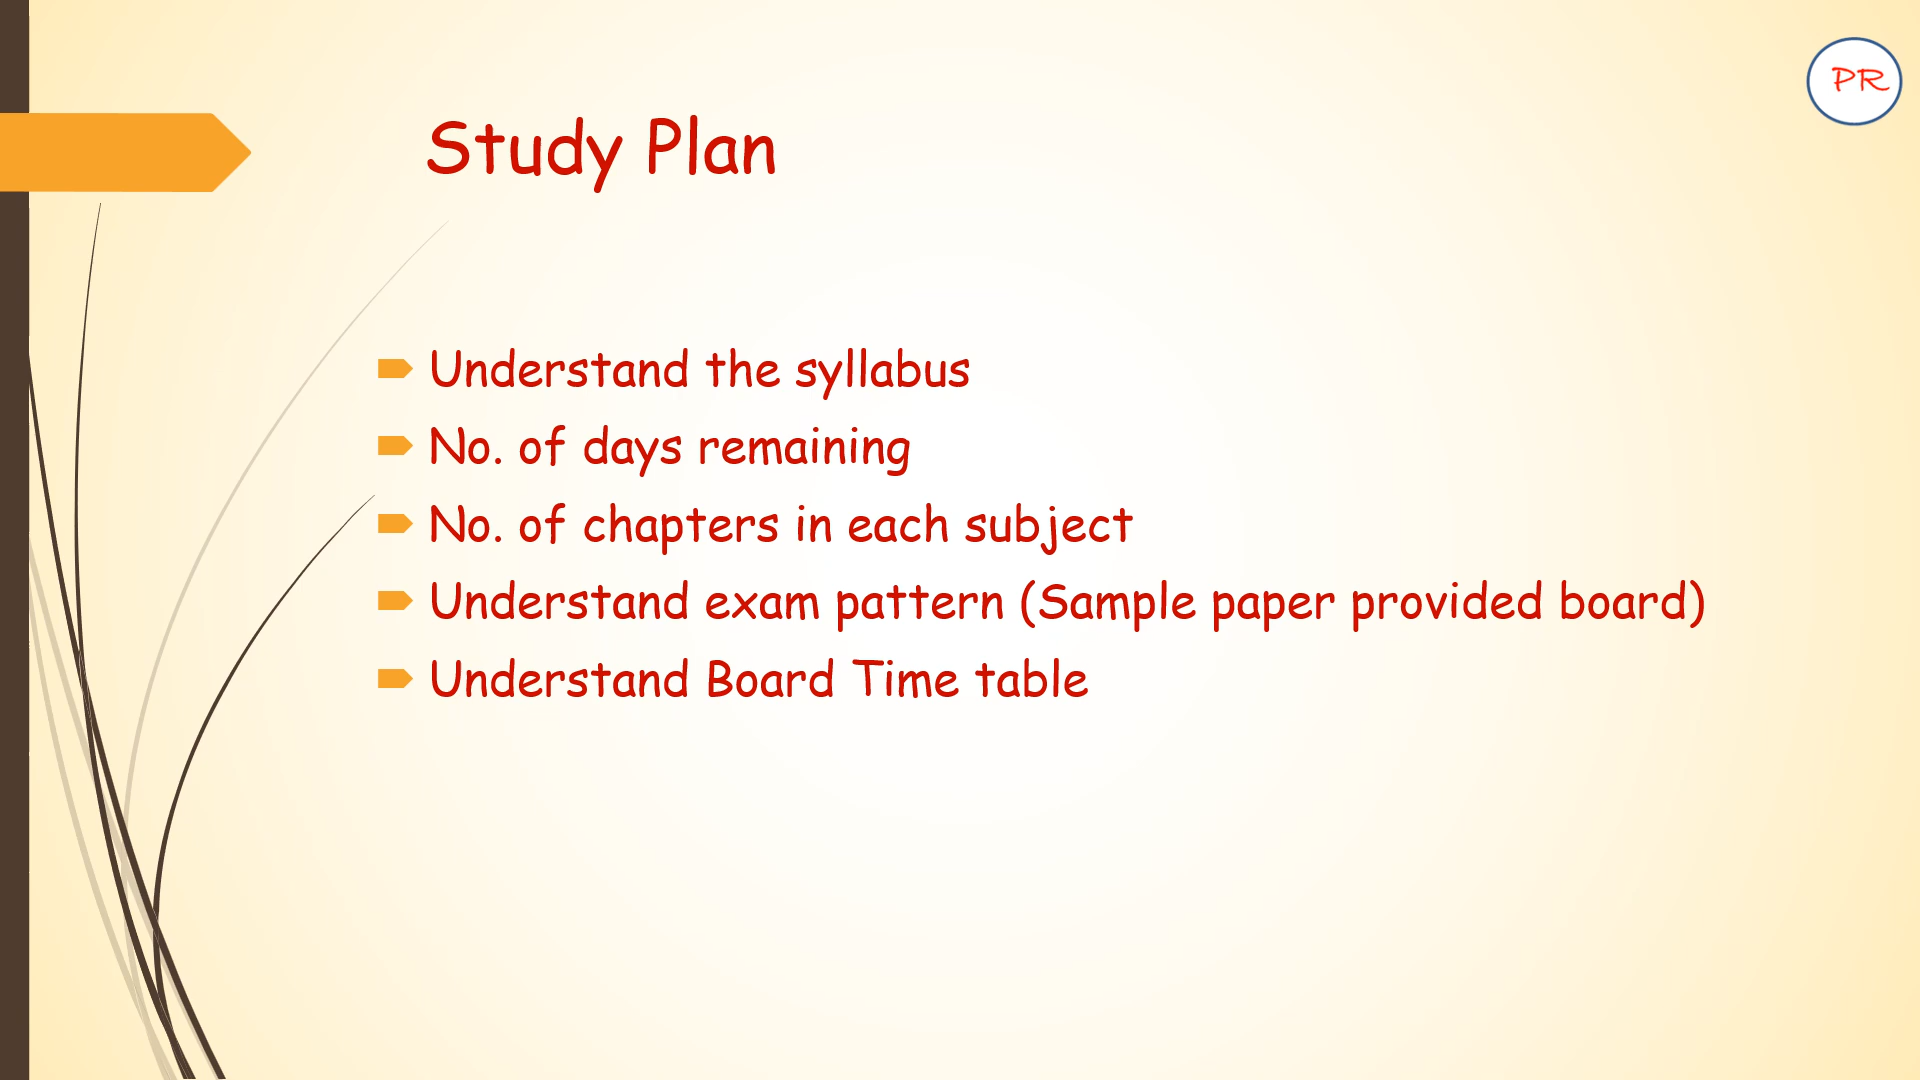 PR
Study Plan
Understand the syllabus
No. of days remaining
No. of chapters in each subject
Understand exam pattern (Sample paper provided board)
Understand Board Time table